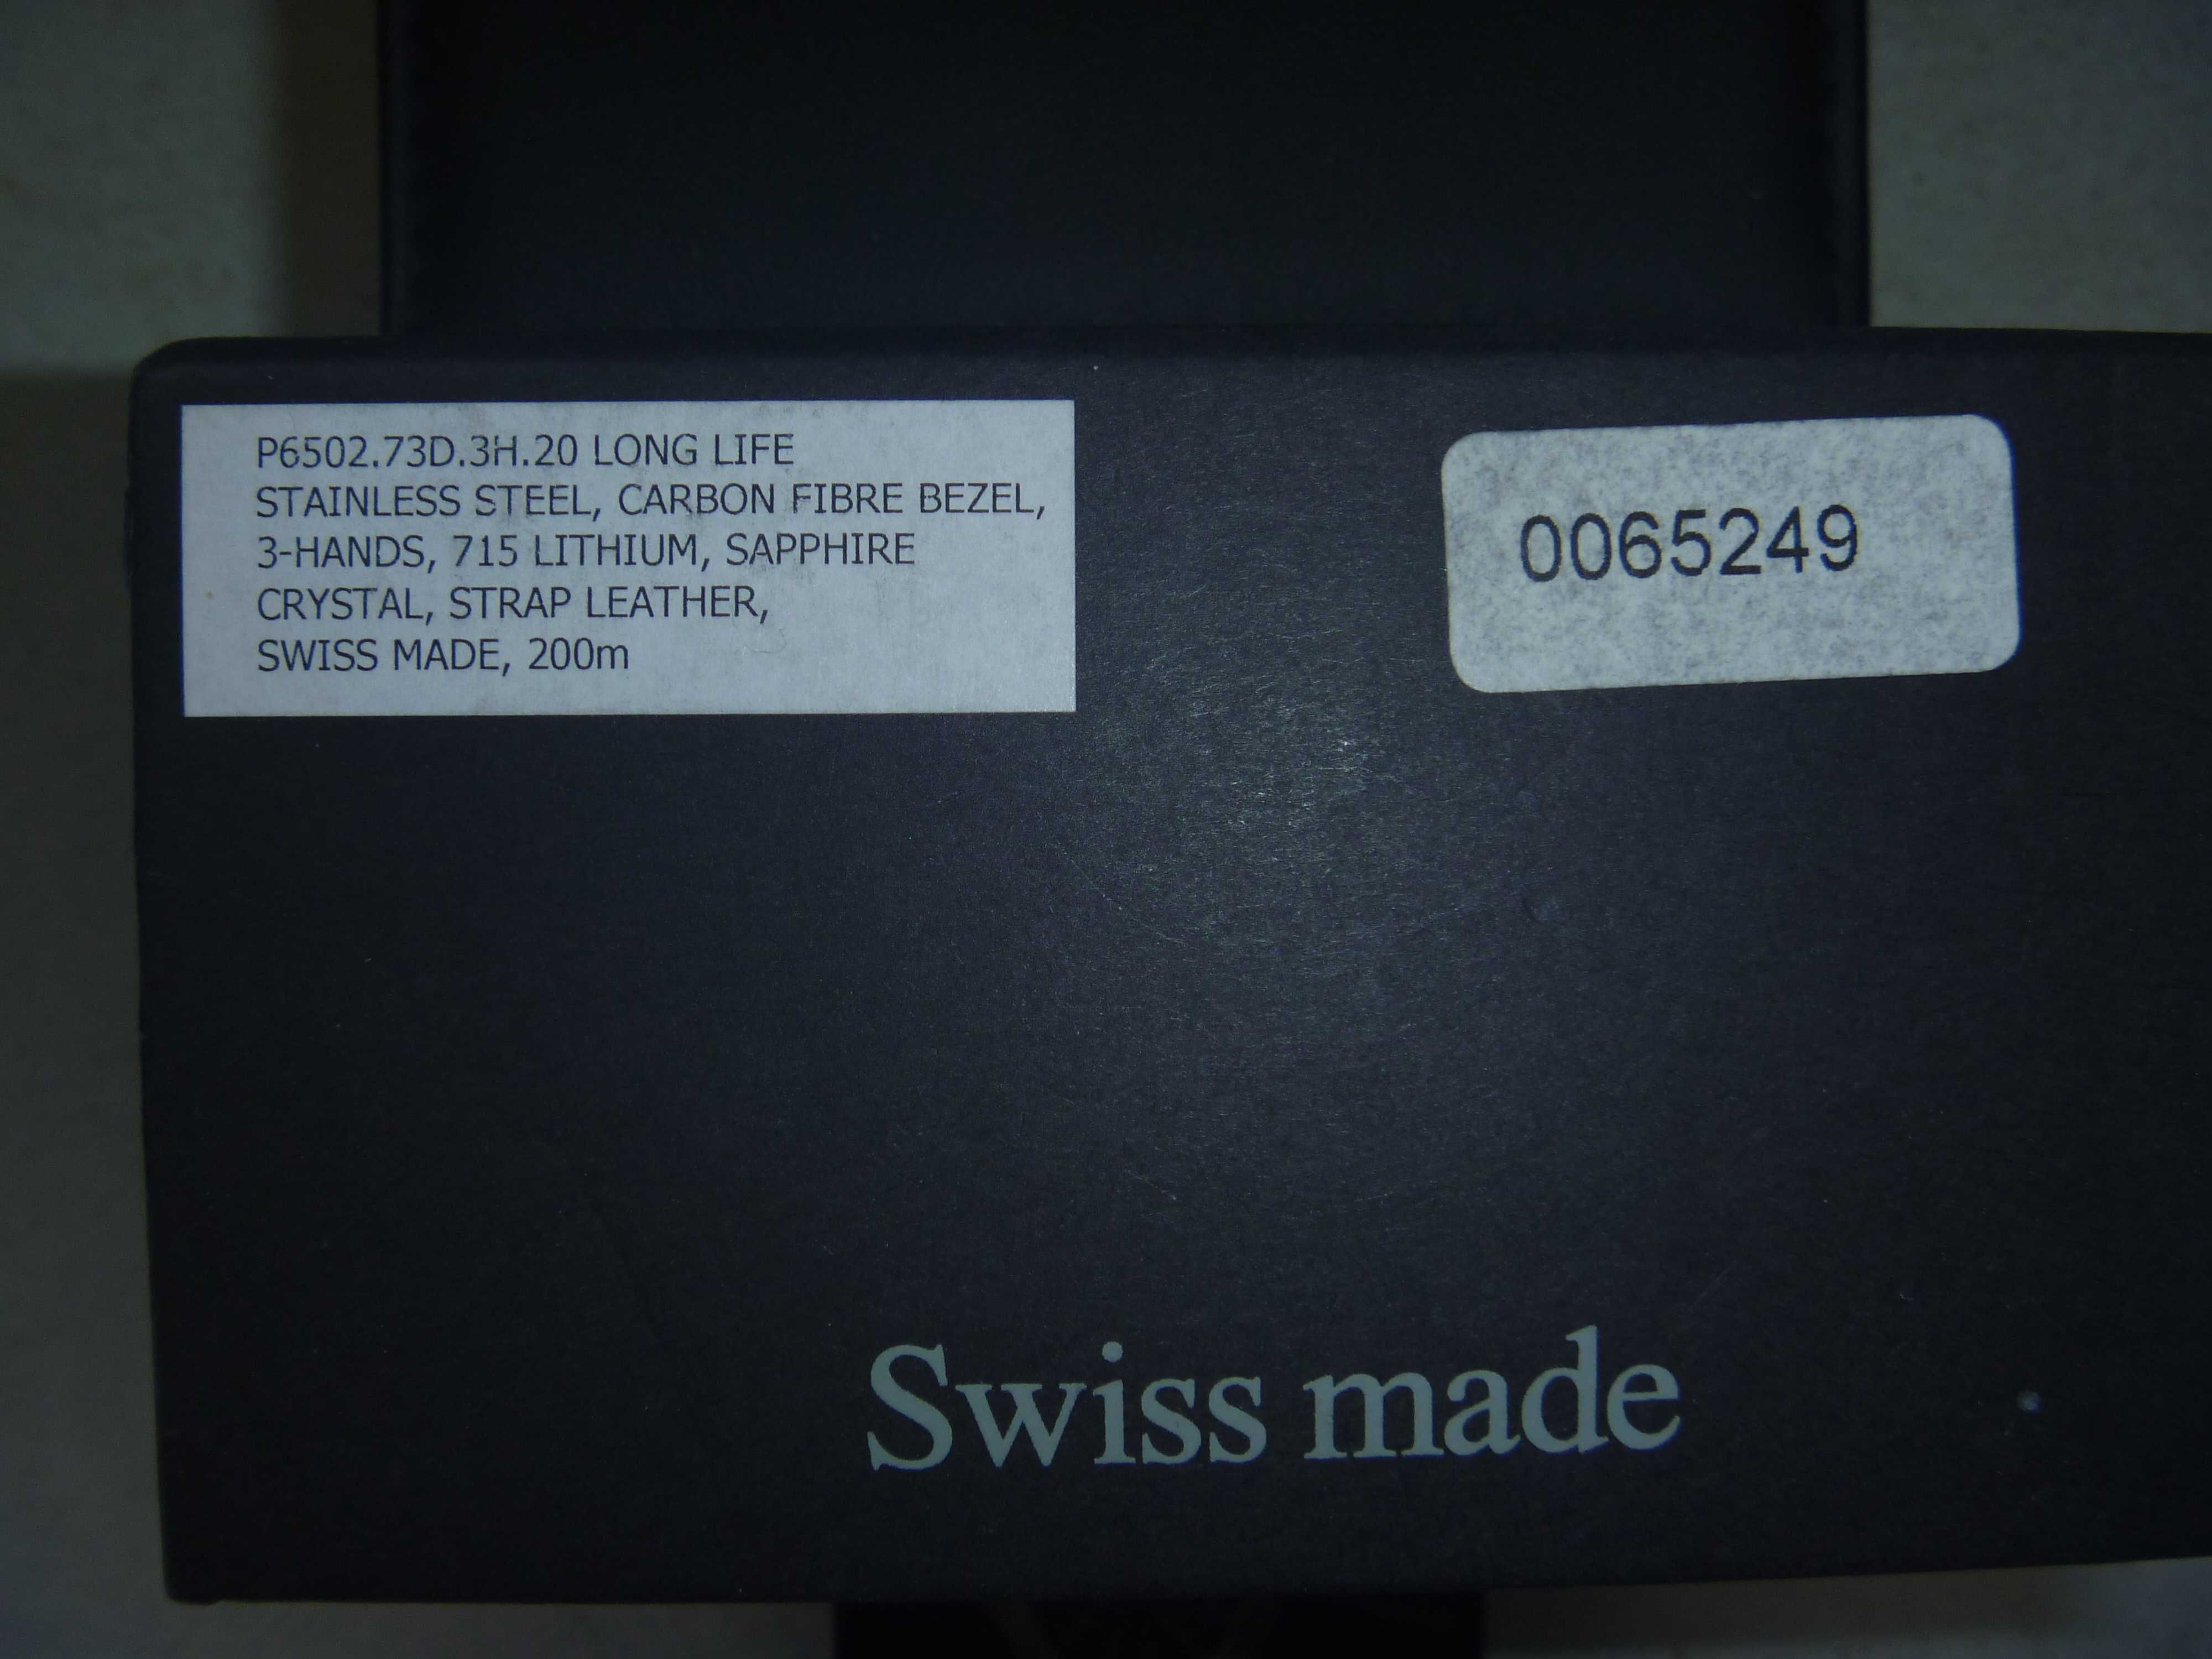 P6502.73D.3H.20 LONG LIFE
STAINLESS STEEL, CARBON FIBRE BEZEL,
3-HANDS, 715 LITHIUM, SAPPHIRE
CRYSTAL, STRAP LEATHER,
SWISS MADE, 200m
0065249
Swiss made